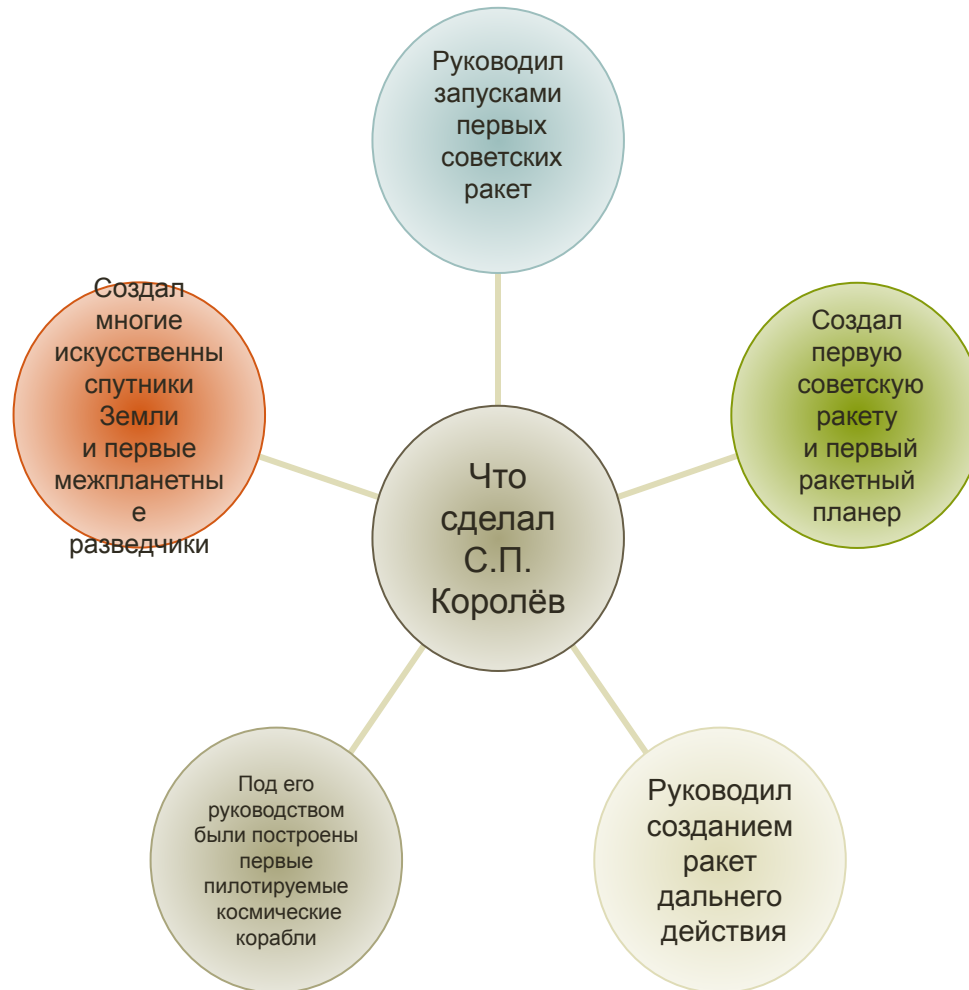 Руководил
запусками
первых
советских
ракет
Создал
многие
искусственны
спутники
Земли
и первые
межпланетны
е
разведчики
Создал
первую
советскую
ракету
и первый
ракетный
планер
Что
сделал
С.П.
Королёв
Под его
руководством
были построены
первые
пилотируемые
космические
корабли
Руководил
созданием
ракет
дальнего
действия